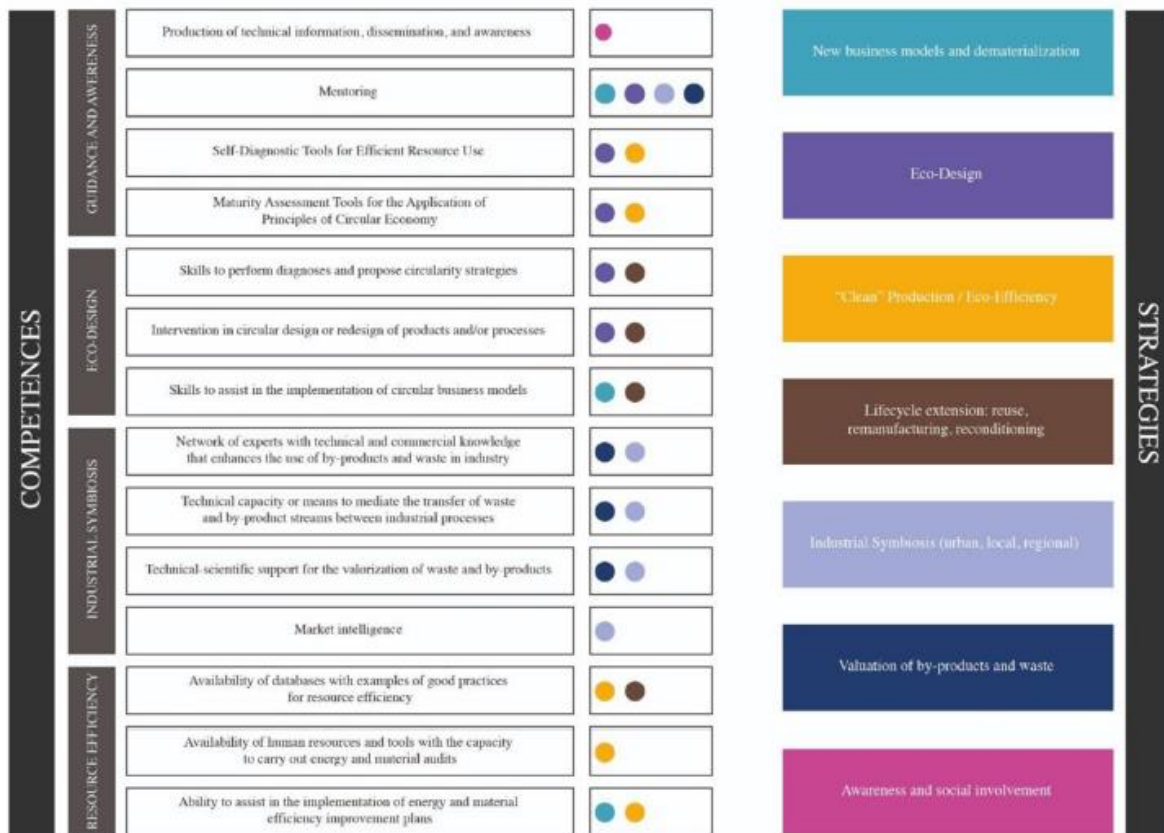 COMPETENCES
GUIDANCE AND AWERENESS
Production of technical information, dissemination, and awareness
Mentoring
Self-Diagnostic Tools for Efficient Resource Use
Maturity Assessment Tools for the Application of
Principles of Circular Economy
ECO-DESIGN
Skills to perform diagnoses and propose circularity strategies
Intervention in circular design or redesign of products and/or processes
Skills to assist in the implementation of circular business models
INDUSTRIAL SYMBIOSIS
Network of experts with technical and commercial knowledge
that enhances the use of by-products and waste in industry
Technical capacity or means to mediate the transfer of waste
and by-product streams between industrial processes
Technical-scientific support for the valorization of waste and by-products
Market intelligence
RESOURCE EFFICIENCY
Availability of databases with examples of good practices
for resource efficiency
Availability of human resources and tools with the capacity
to carry out energy and material audits
Ability to assist in the implementation of energy and material
efficiency improvement plans
New business models and dematerialization
Eco-Design
"Clean" Production / Eco-Efficiency
Lifecycle extension: reuse,
remanufacturing, reconditioning
Industrial Symbiosis (urban, local, regional)
Valuation of by-products and waste
Awareness and social involvement
STRATEGIES